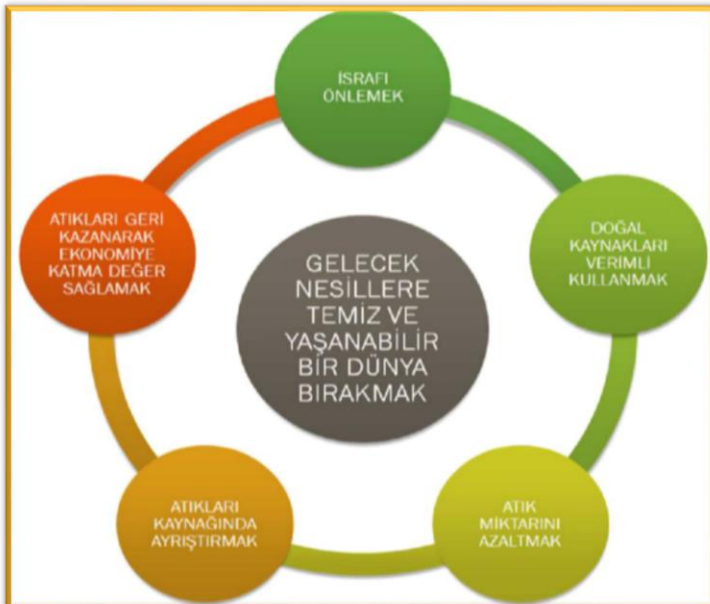 İSRAFI
ÖNLEMEK
DOĞAL
KAYNAKLARI
VERİMLİ
KULLANMAK
ATIK
MİKTARINI
AZALTMAK
ATIKLARI
KAYNAĞINDA
AYRIŞTIRMAK
ATIKLARI GERİ
KAZANARAK
EKONOMİYE
KATMA DEĞER
SAĞLAMAK
GELECEK
NESİLLERE
TEMİZ VE
YAŞANABİLİR
BİR DÜNYA
BIRAKMAK